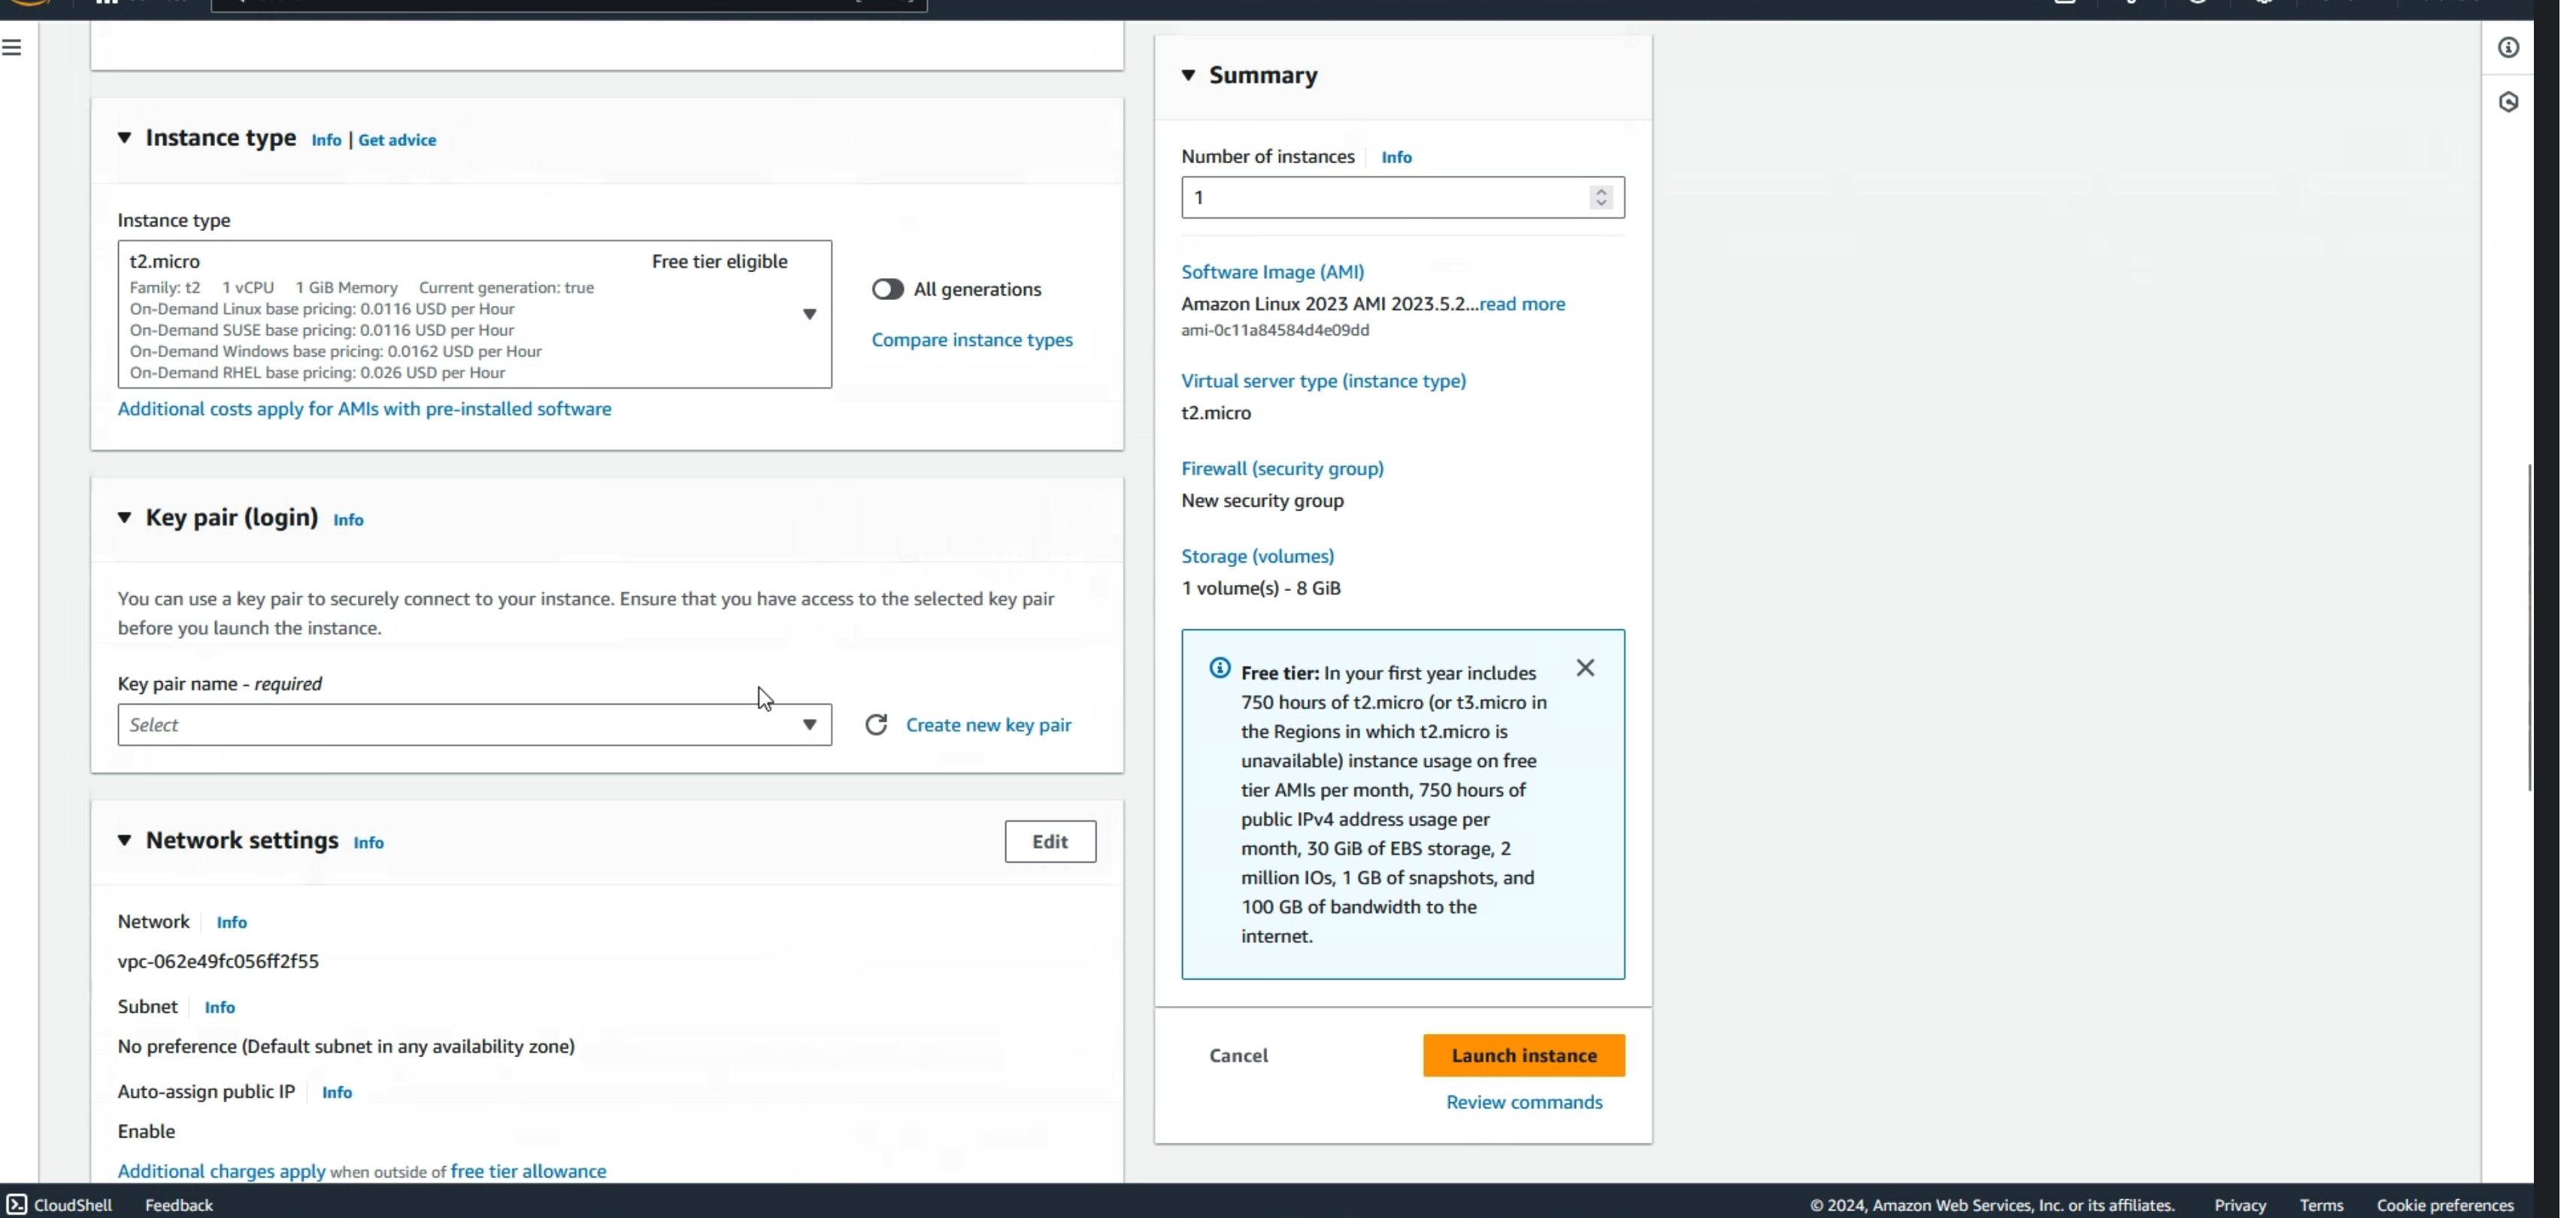 Instance type Info | Get advice
Instance type
t2.micro Free tier eligible
Family: t2 1 vCPU 1 GiB Memory Current generation: true
On-Demand Linux base pricing: 0.0116 USD per Hour
On-Demand SUSE base pricing: 0.0116 USD per Hour
On-Demand Windows base pricing: 0.0162 USD per Hour
On-Demand RHEL base pricing: 0.026 USD per Hour
All generations
Compare instance types
Additional costs apply for AMIs with pre-installed software
Key pair (login) Info
You can use a key pair to securely connect to your instance. Ensure that you have access to the selected key pair
before you launch the instance.
Key pair name - required
Select
Create new key pair
Network settings Info
Edit
Network Info
vpc-062e49fc056ff2f55
Subnet Info
No preference (Default subnet in any availability zone)
Auto-assign public IP Info
Enable
Additional charges apply when outside of free tier allowance
Summary
Number of instances Info
1
Software Image (AMI)
Amazon Linux 2023 AMI 2023.5.2...read more
ami-0c11a84584d4e09dd
Virtual server type (instance type)
t2.micro
Firewall (security group)
New security group
Storage (volumes)
1 volume(s) - 8 GiB
Free tier: In your first year includes
750 hours of t2.micro (or t3.micro in
the Regions in which t2.micro is
unavailable) instance usage on free
tier AMIs per month, 750 hours of
public IPv4 address usage per
month, 30 GiB of EBS storage, 2
million IOs, 1 GB of snapshots, and
100 GB of bandwidth to the
internet.
Cancel
Launch instance
Review commands
CloudShell Feedback
© 2024, Amazon Web Services, Inc. or its affiliates. Privacy Terms Cookie preferences